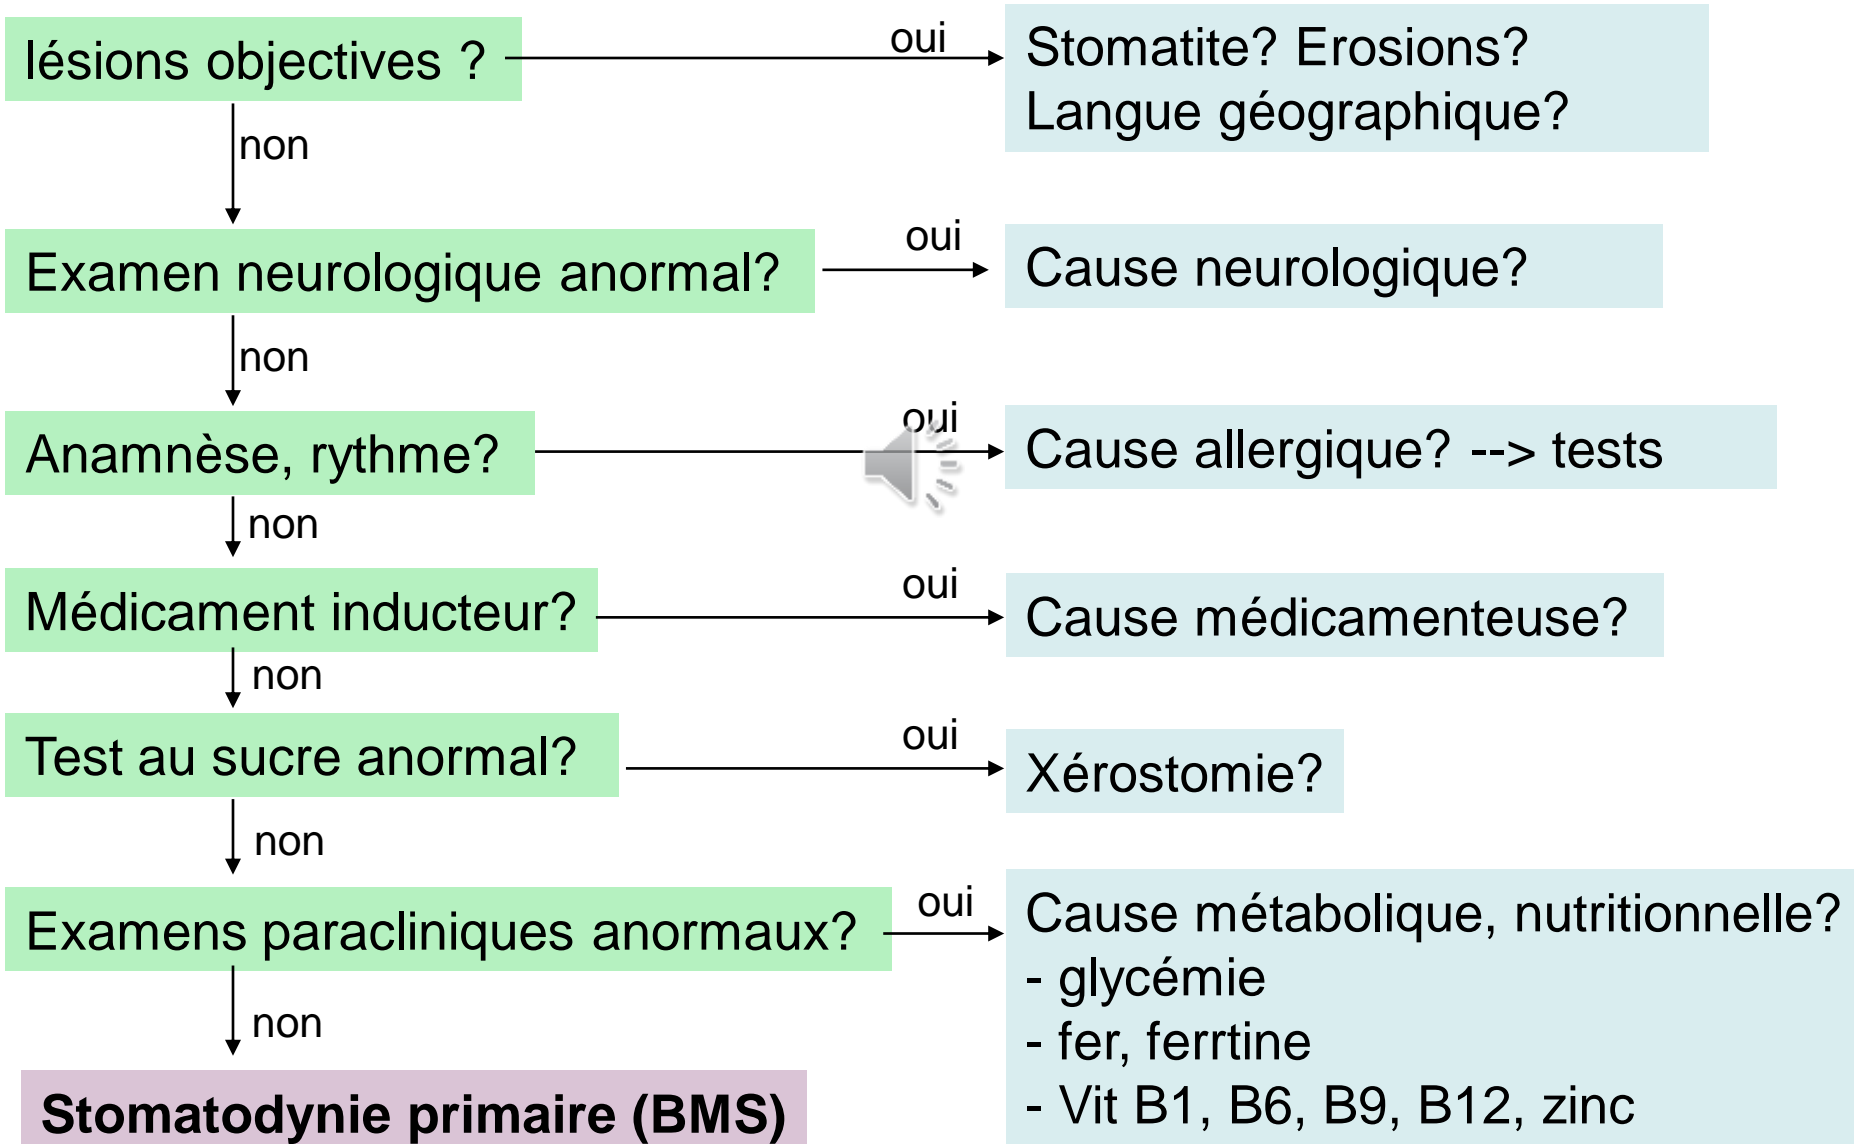 lésions objectives ?
oui
Stomatite? Erosions?
Langue géographique?
non
Examen neurologique anormal?
oui
Cause neurologique?
non
Anamnèse, rythme?
oui
Cause allergique? --> tests
non
Médicament inducteur?
oui
Cause médicamenteuse?
non
Test au sucre anormal?
oui
Xérostomie?
non
Examens paracliniques anormaux?
oui
Cause métabolique, nutritionnelle?
- glycémie
- fer, ferrtine
- Vit B1, B6, B9, B12, zinc
non
Stomatodynie primaire (BMS)